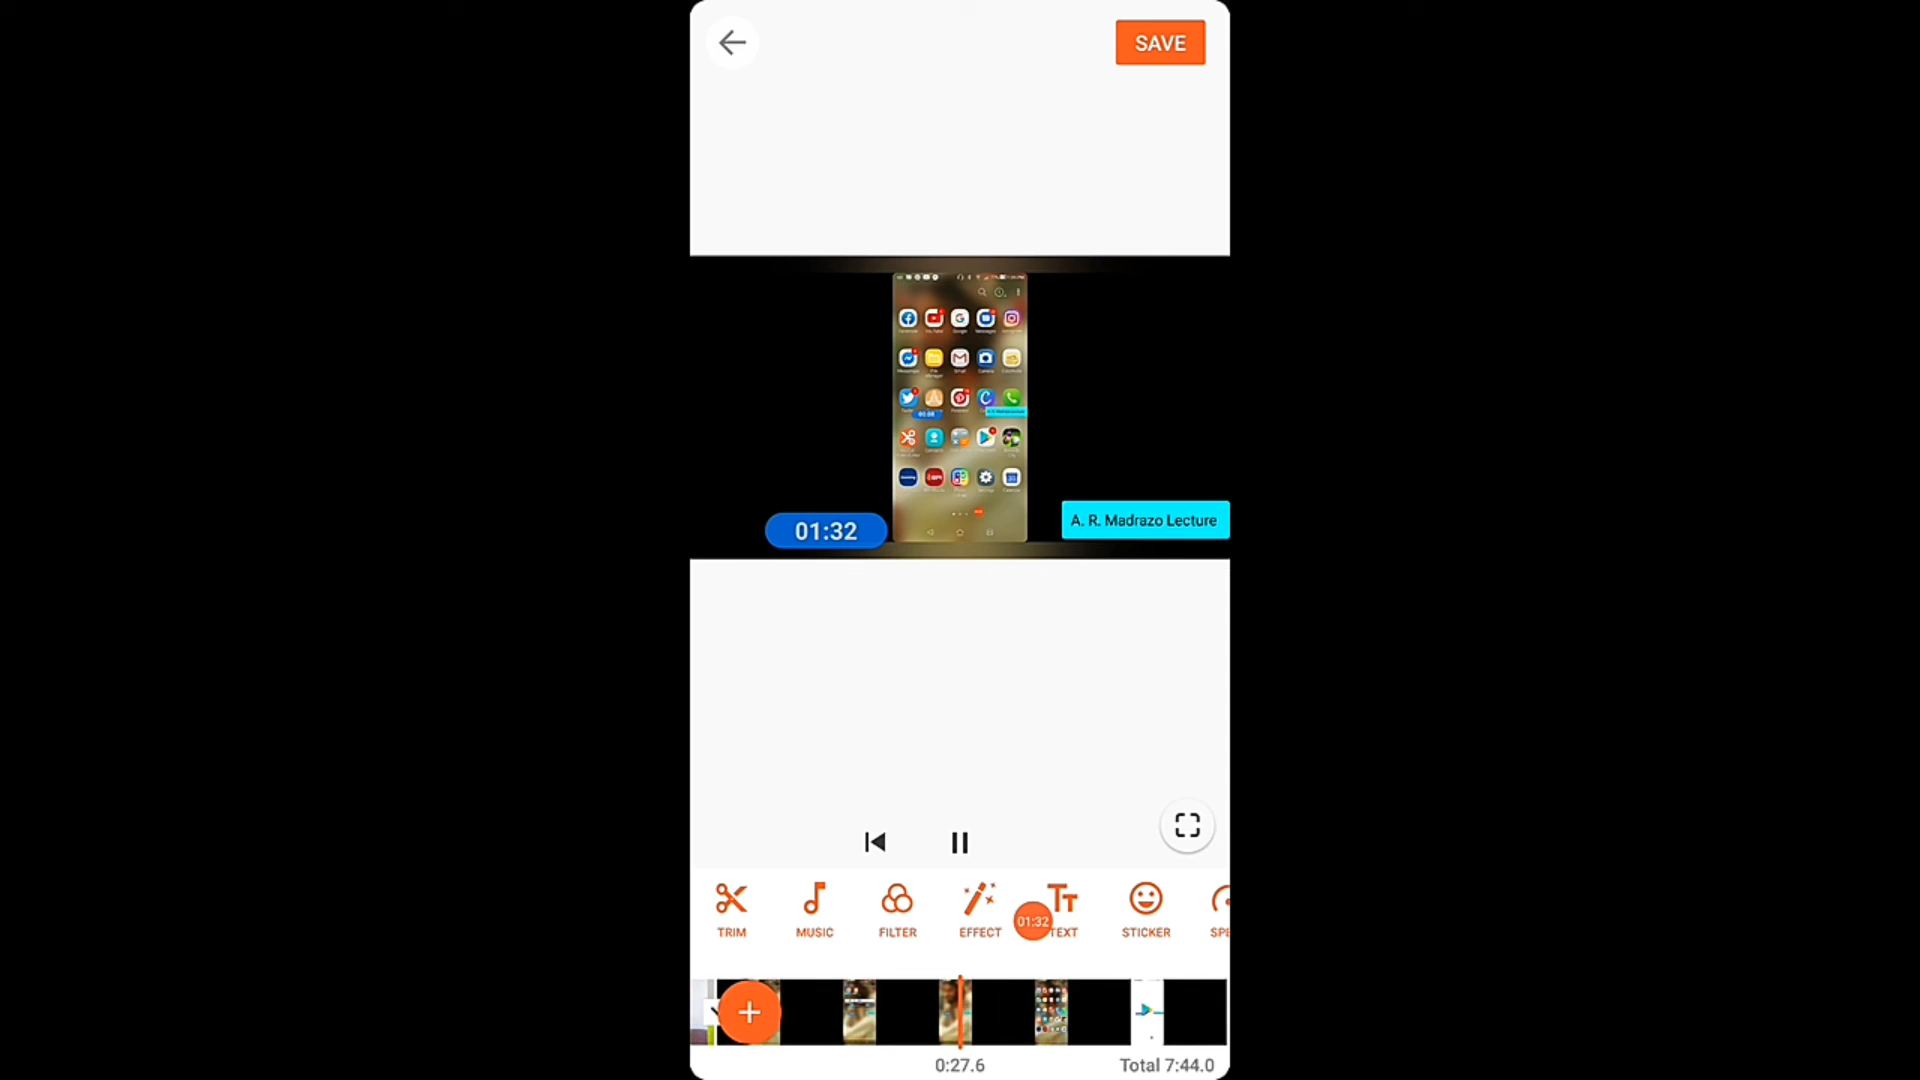 SAVE
01:32
A. R. Madrazo Lecture
TRIM
MUSIC
FILTER
EFFECT
01:32
TEXT
STICKER
SPE
0:27.6
Total 7:44.0